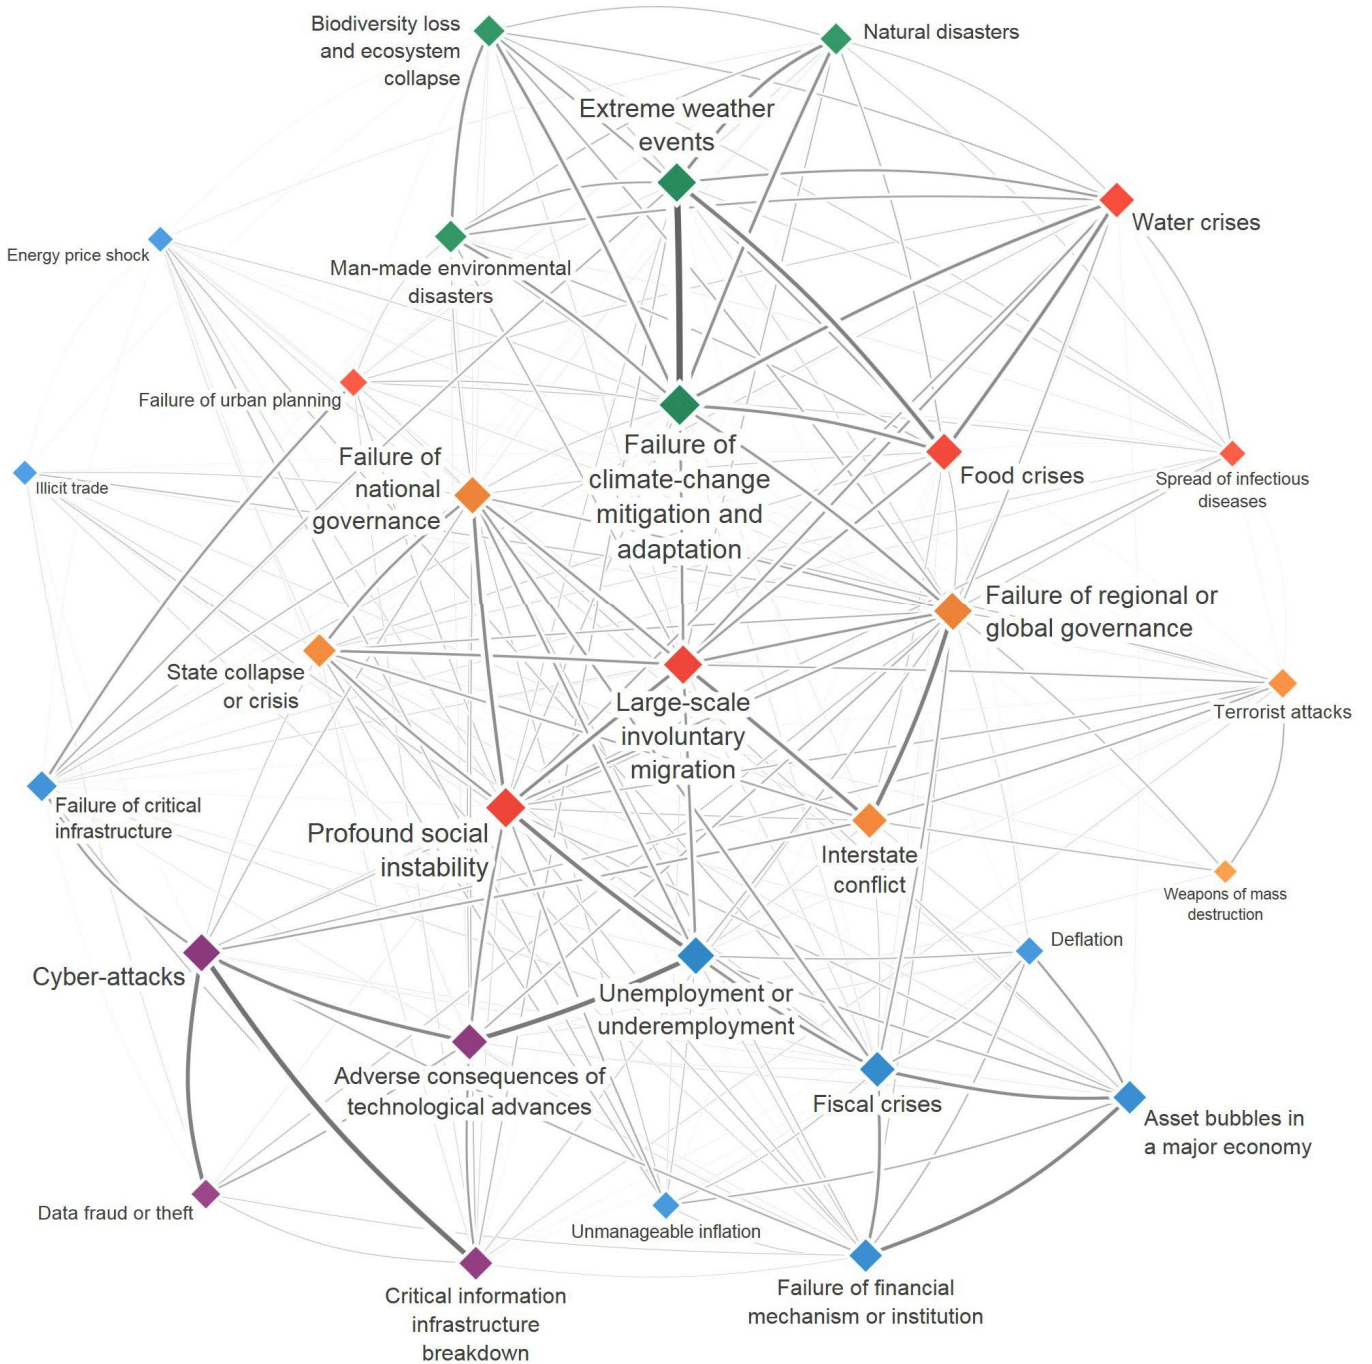 Biodiversity loss
and ecosystem
collapse
Natural disasters
Extreme weather
events
Water crises
Energy price shock
Man-made environmental
disasters
Failure of urban planning
Failure of
national
governance
Failure of
climate-change
mitigation and
adaptation
Food crises
Spread of infectious
diseases
Illicit trade
Failure of regional or
global governance
State collapse
or crisis
Large-scale
involuntary
migration
Terrorist attacks
Failure of critical
infrastructure
Profound social
instability
Interstate
conflict
Weapons of mass
destruction
Deflation
Cyber-attacks
Unemployment or
underemployment
Adverse consequences of
technological advances
Fiscal crises
Asset bubbles in
a major economy
Data fraud or theft
Unmanageable inflation
Critical information
infrastructure
breakdown
Failure of financial
mechanism or institution